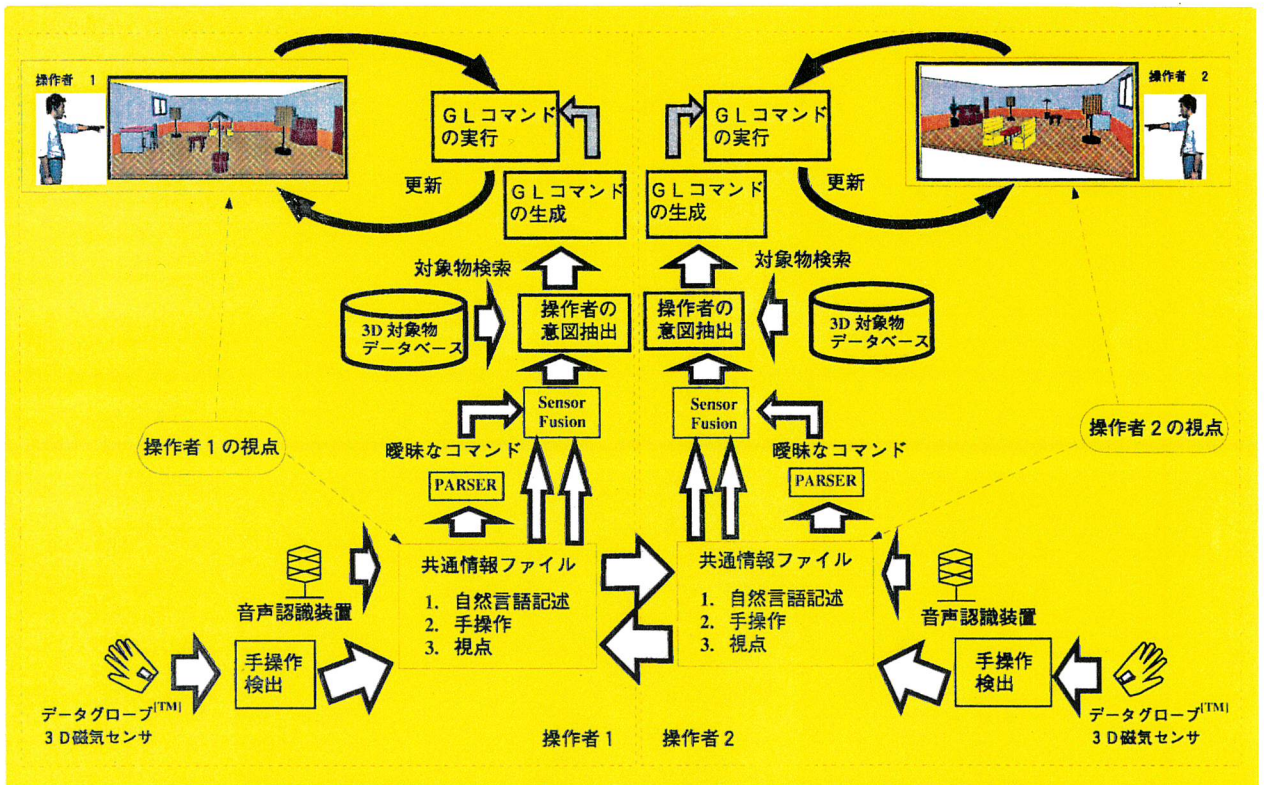 操作者 1
操作者 2
GLコマンド
の実行
GLコマンド
の実行
更新
更新
GLコマンド
の生成
GLコマンド
の生成
対象物検索
対象物検索
3D 対象物
データベース
操作者の
意図抽出
操作者の
意図抽出
3D 対象物
データベース
Sensor
Fusion
Sensor
Fusion
操作者1の視点
操作者2の視点
曖昧なコマンド
曖昧なコマンド
PARSER
PARSER
共通情報ファイル
1. 自然言語記述
2. 手操作
3. 視点
共通情報ファイル
1. 自然言語記述
2. 手操作
3. 視点
音声認識装置
音声認識装置
手操作
検出
手操作
検出
データグローブ[TM]
3D磁気センサ
データグローブ[TM]
3D磁気センサ
操作者1
操作者2